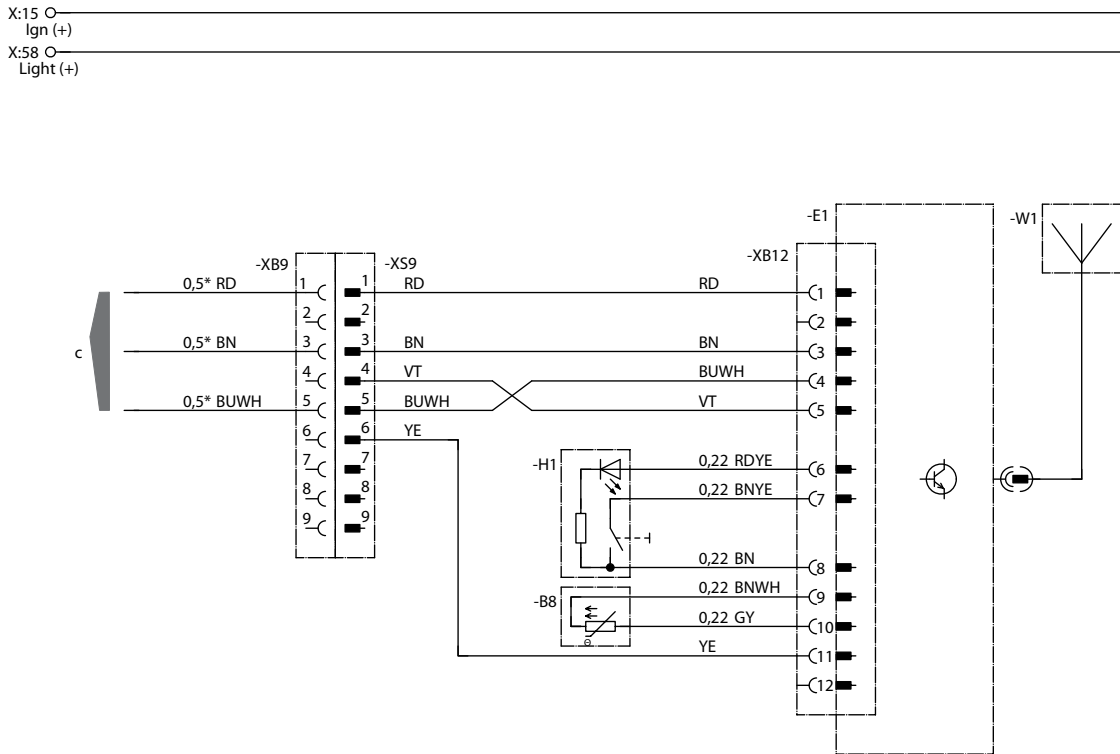 X:15
Ign (+)
X:58
Light (+)
-E1
-W1
-XB9
-XS9
-XB12
0,5* RD
1
1
RD
RD
1
2
2
2
c
0,5* BN
3
3
BN
BN
3
4
4
VT
BUWH
4
0,5* BUWH
5
5
BUWH
VT
5
6
6
YE
-H1
0,22 RDYE
6
7
7
0,22 BNYE
7
8
8
9
9
0,22 BN
8
-B8
0,22 BNWH
9
0,22 GY
10
Θ
YE
11
12